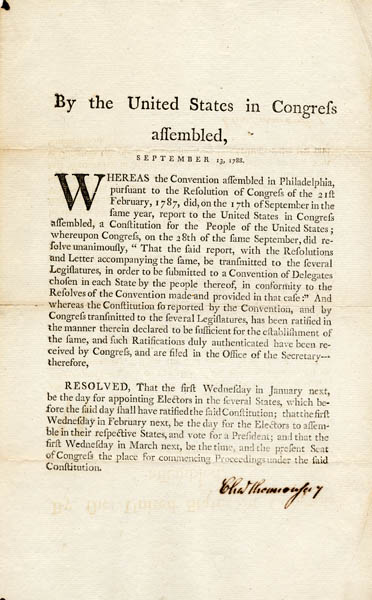 By the United States in Congreſs
aſſembled,
SEPTEMBER 13, 1788.
WHEREAS the Convention aſſembled in Philadelphia,
purſuant to the Reſolution of Congreſs of the 21ſt
February, 1787, did, on the 17th of September in the
ſame year, report to the United States in Congreſs
aſſembled, a Conſtitution for the People of the United States;
whereupon Congreſs, on the 28th of the ſame September, did re-
ſolve unanimouſly, “ That the ſaid report, with the Reſolutions
and Letter accompanying the ſame, be tranſmitted to the ſeveral
Legiſlatures, in order to be ſubmitted to a Convention of Delegates
choſen in each State by the people thereof, in conformity to the
Reſolves of the Convention made and provided in that caſe:” And
whereas the Conſtitution ſo reported by the Convention, and by
Congreſs tranſmitted to the ſeveral Legiſlatures, has been ratified in
the manner therein declared to be ſufficient for the eſtabliſhment of
the ſame, and ſuch Ratifications duly authenticated have been re-
ceived by Congreſs, and are filed in the Office of the Secretary---
therefore,
RESOLVED, That the firſt Wedneſday in January next,
be the day for appointing Electors in the ſeveral States, which be-
fore the ſaid day ſhall have ratified the ſaid Conſtitution; that the firſt
Wedneſday in February next, be the day for the Electors to aſſem-
ble in their reſpective States, and vote for a Preſident; and that the
firſt Wedneſday in March next, be the time, and the preſent Seat
of Congreſs the place for commencing Proceedings under the ſaid
Conſtitution.
Cha.s Thomson Secy